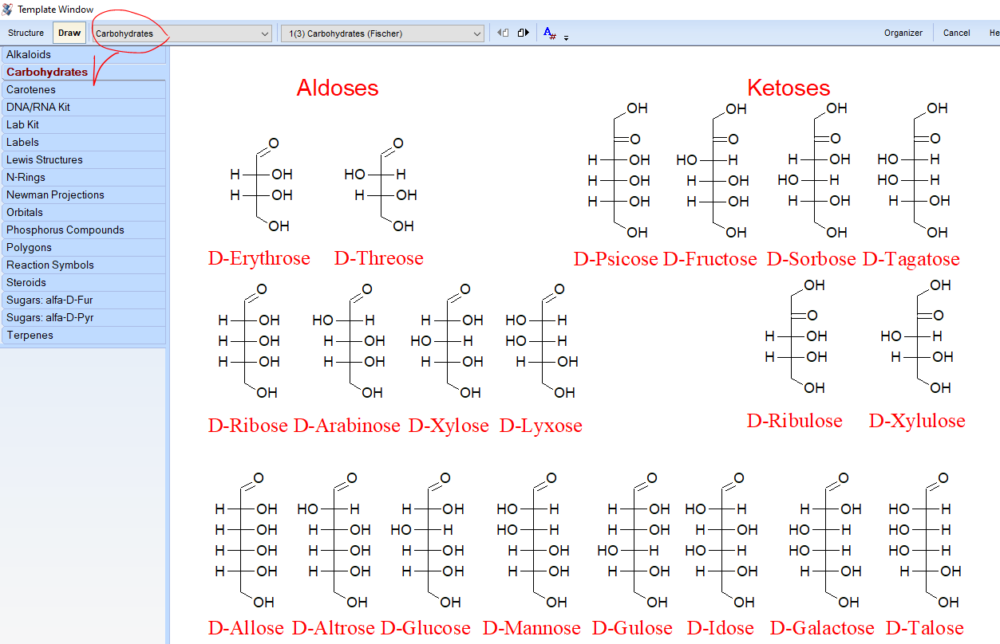 Template Window
Structure Draw Carbohydrates 1(3) Carbohydrates (Fischer) A# Organizer Cancel He
Alkaloids
Carbohydrates
Carotenes
DNA/RNA Kit
Lab Kit
Labels
Lewis Structures
N-Rings
Newman Projections
Orbitals
Phosphorus Compounds
Polygons
Reaction Symbols
Steroids
Sugars: alfa-D-Fur
Sugars: alfa-D-Pyr
Terpenes
Aldoses Ketoses
OH OH OH OH
O O O O O O
H OH HO H H OH HO H
H OH HO H H OH H OH HO H HO H
H OH H OH H OH H OH H OH H OH
OH OH OH OH OH OH
D-Erythrose D-Threose D-Psicose D-Fructose D-Sorbose D-Tagatose
OH OH
O O O O O O
H OH HO H H OH HO H H OH HO H
H OH H OH HO H HO H H OH H OH
H OH H OH H OH H OH
OH OH OH OH OH OH
D-Ribose D-Arabinose D-Xylose D-Lyxose D-Ribulose D-Xylulose
O O O O O O O O
H OH HO H H OH HO H H OH HO H H OH HO H
H OH H OH HO H HO H H OH H OH HO H HO H
H OH H OH H OH H OH HO H HO H HO H HO H
H OH H OH H OH H OH H OH H OH H OH H OH
OH OH OH OH OH OH OH OH
D-Allose D-Altrose D-Glucose D-Mannose D-Gulose D-Idose D-Galactose D-Talose